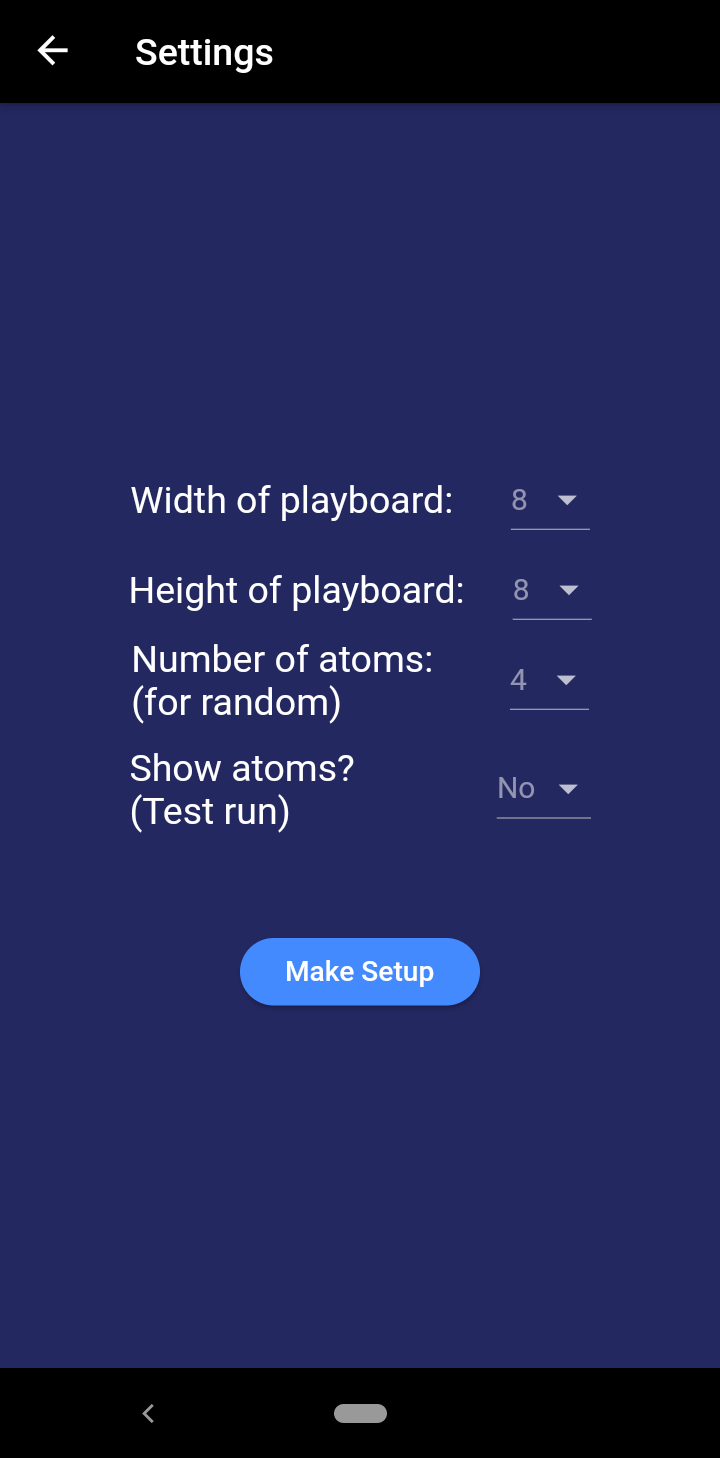 Settings
Width of playboard: 8
Height of playboard: 8
Number of atoms:
(for random) 4
Show atoms?
(Test run) No
Make Setup